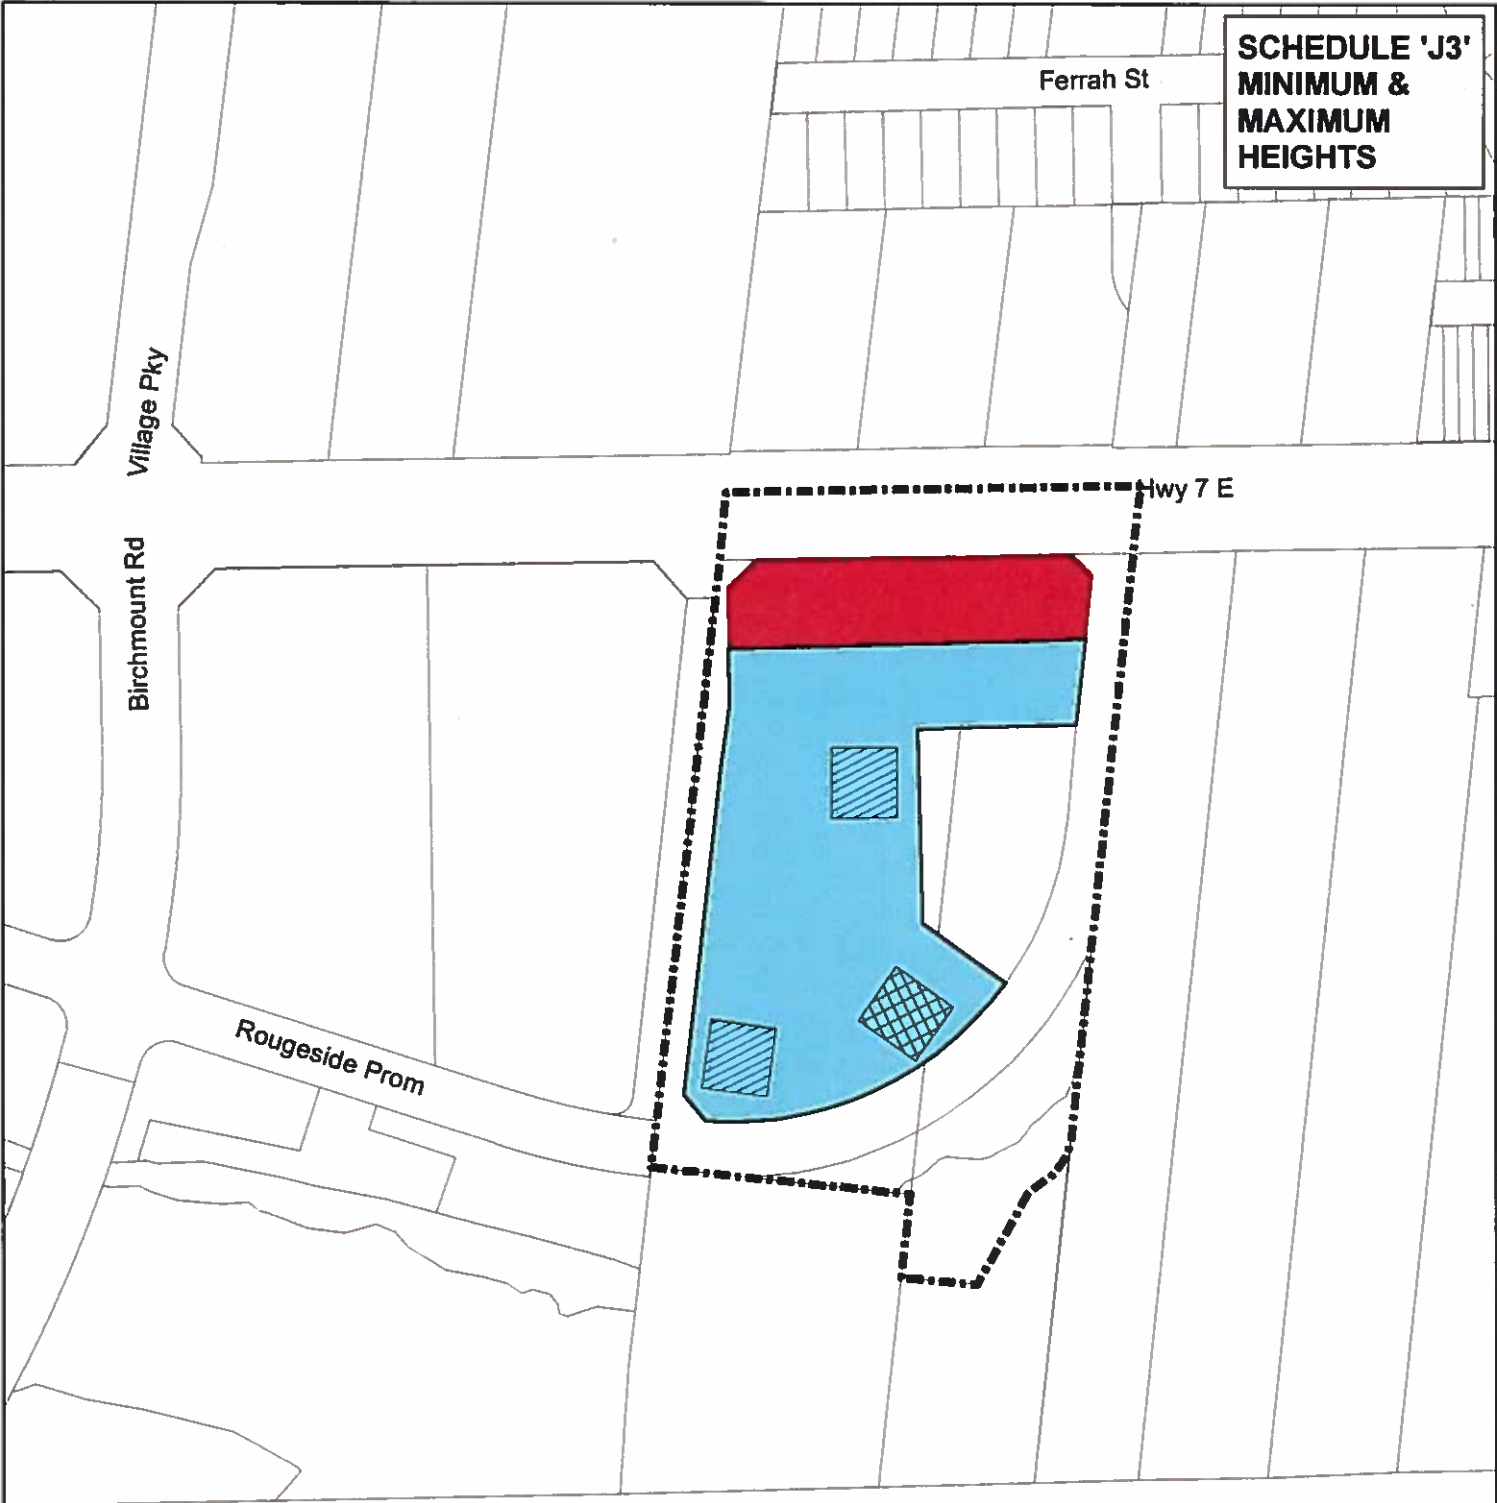 SCHEDULE 'J3'
MINIMUM &
MAXIMUM
HEIGHTS
Ferrah St
Village Pky
Hwy 7 E
Birchmount Rd
Rougeside Prom